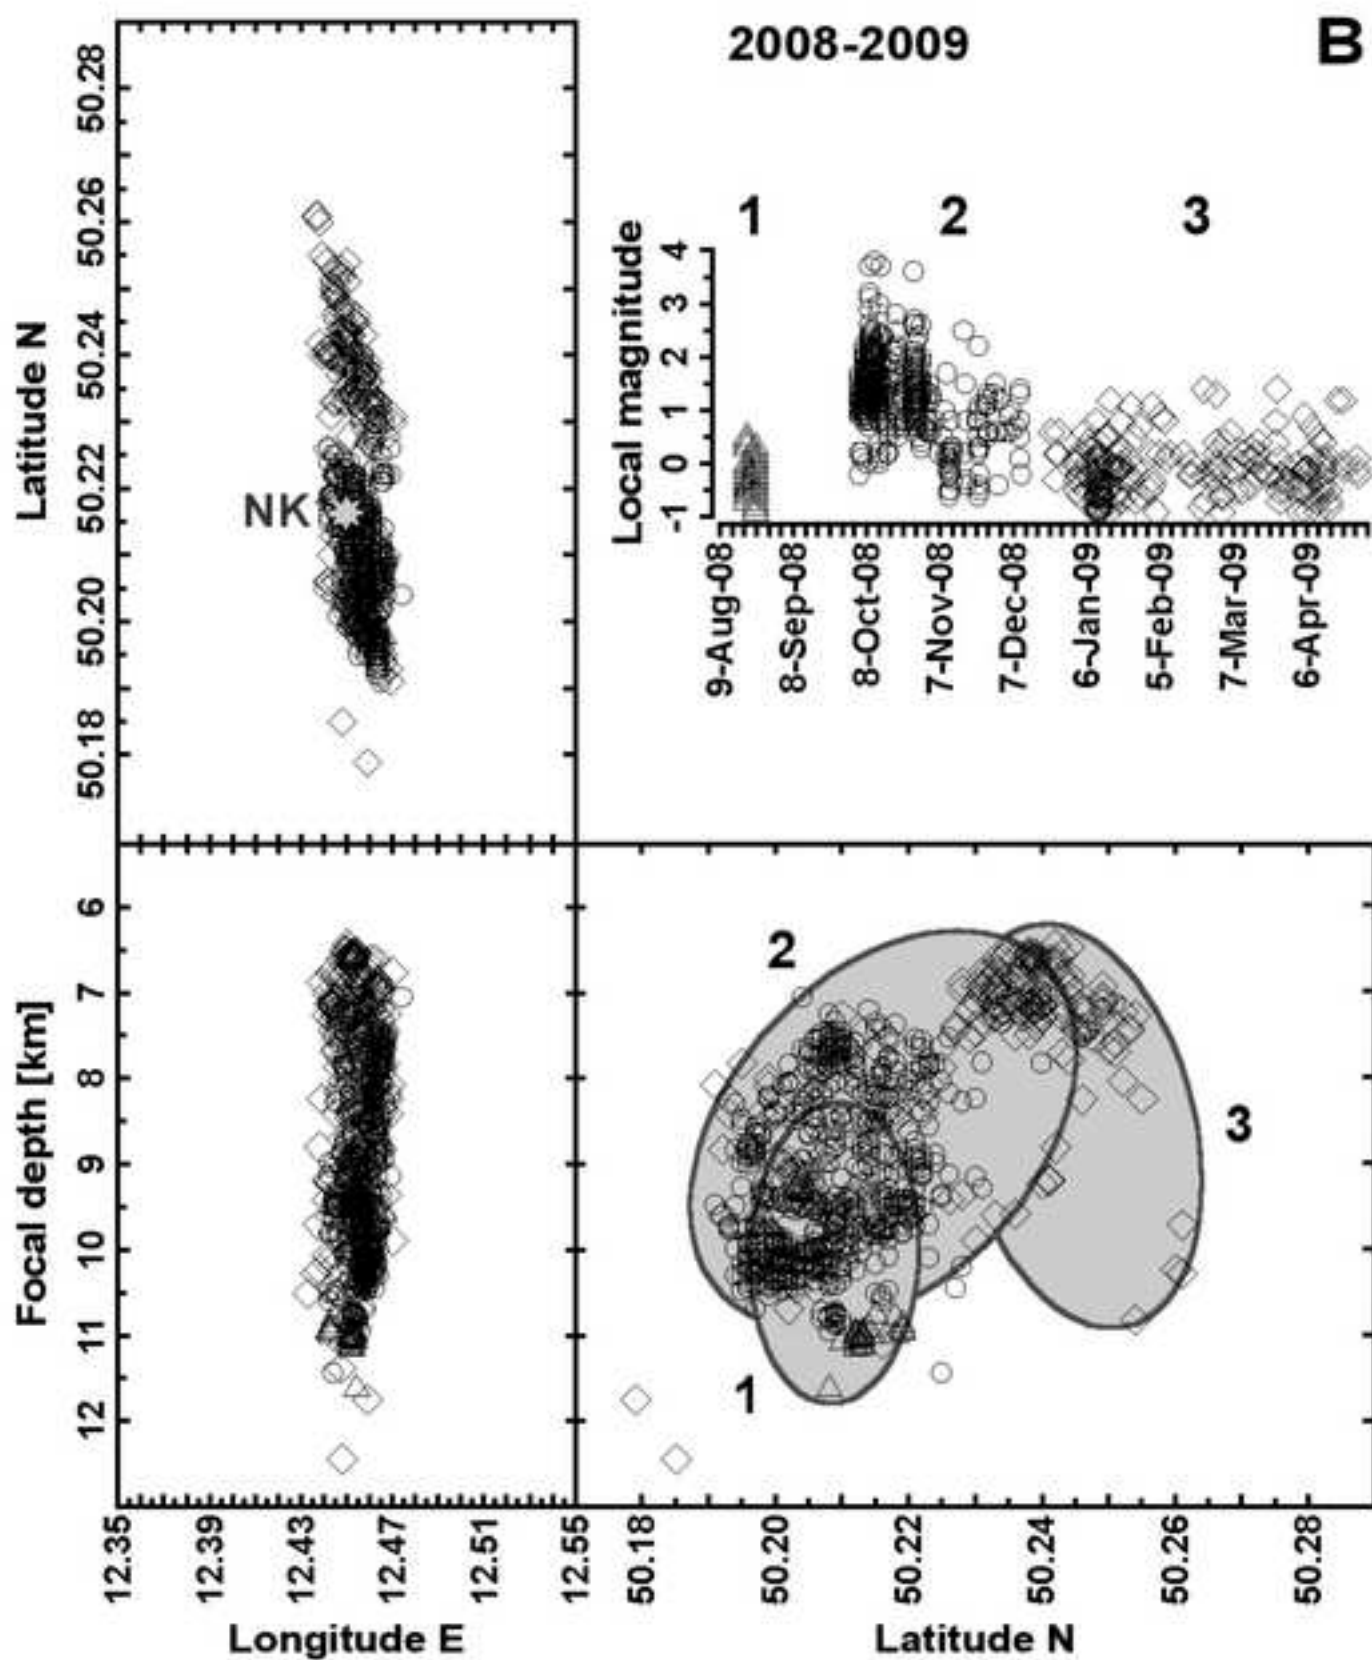 2008-2009
B
Latitude N
50.28
50.26
50.24
50.22
50.20
50.18
NK
1
2
3
Local magnitude
4
3
2
1
0
-1
9-Aug-08
8-Sep-08
8-Oct-08
7-Nov-08
7-Dec-08
6-Jan-09
5-Feb-09
7-Mar-09
6-Apr-09
Focal depth [km]
6
7
8
9
10
11
12
2
3
1
12.35
12.39
12.43
12.47
12.51
12.55
Longitude E
50.18
50.20
50.22
50.24
50.26
50.28
Latitude N